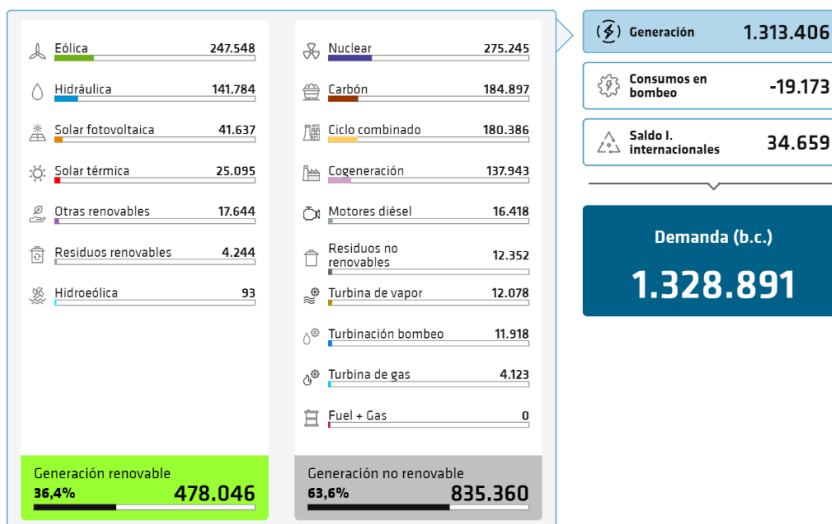 Eólica 247.548
Hidráulica 141.784
Solar fotovoltaica 41.637
Solar térmica 25.095
Otras renovables 17.644
Residuos renovables 4.244
Hidroeólica 93
Generación renovable
36,4% 478.046
Nuclear 275.245
Carbón 184.897
Ciclo combinado 180.386
Cogeneración 137.943
Motores diésel 16.418
Residuos no
renovables 12.352
Turbina de vapor 12.078
Turbinación bombeo 11.918
Turbina de gas 4.123
Fuel + Gas 0
Generación no renovable
63,6% 835.360
Generación 1.313.406
Consumos en
bombeo -19.173
Saldo I.
internacionales 34.659
Demanda (b.c.)
1.328.891